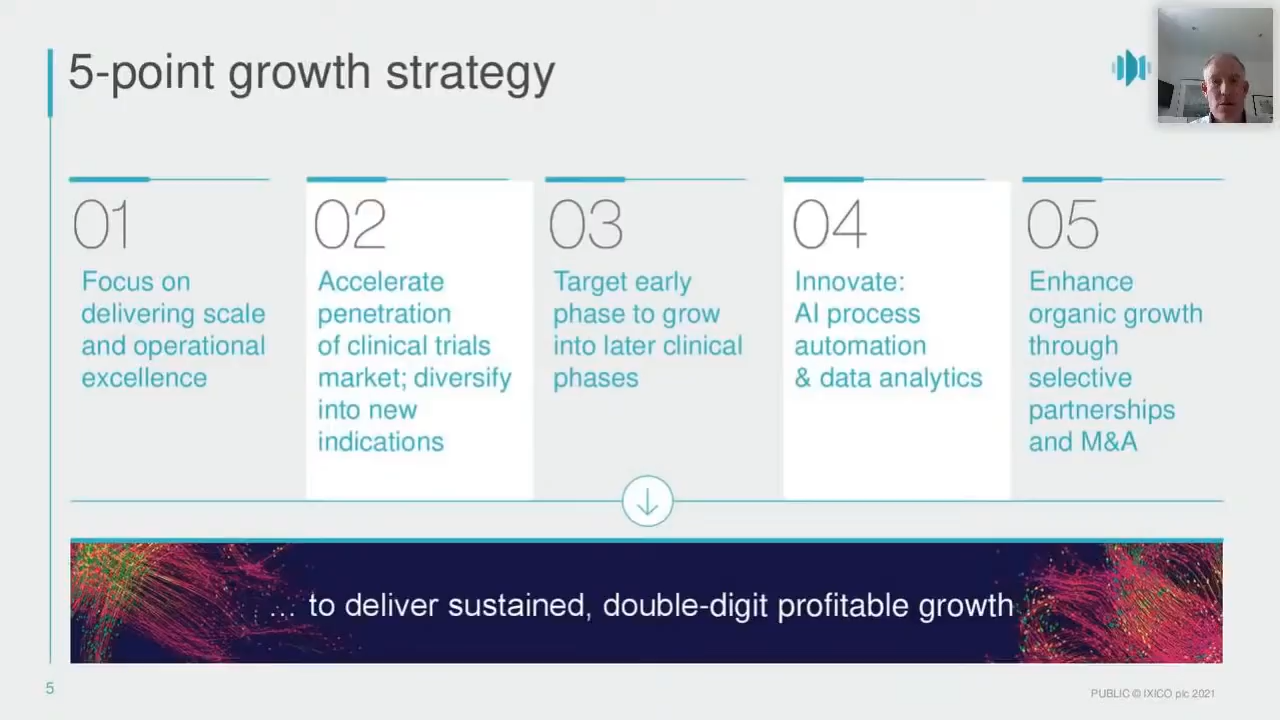 5-point growth strategy
01
Focus on
delivering scale
and operational
excellence
02
Accelerate
penetration
of clinical trials
market; diversify
into new
indications
03
Target early
phase to grow
into later clinical
phases
04
Innovate:
AI process
automation
& data analytics
05
Enhance
organic growth
through
selective
partnerships
and M&A
... to deliver sustained, double-digit profitable growth
5
PUBLIC © IXICO plc 2021